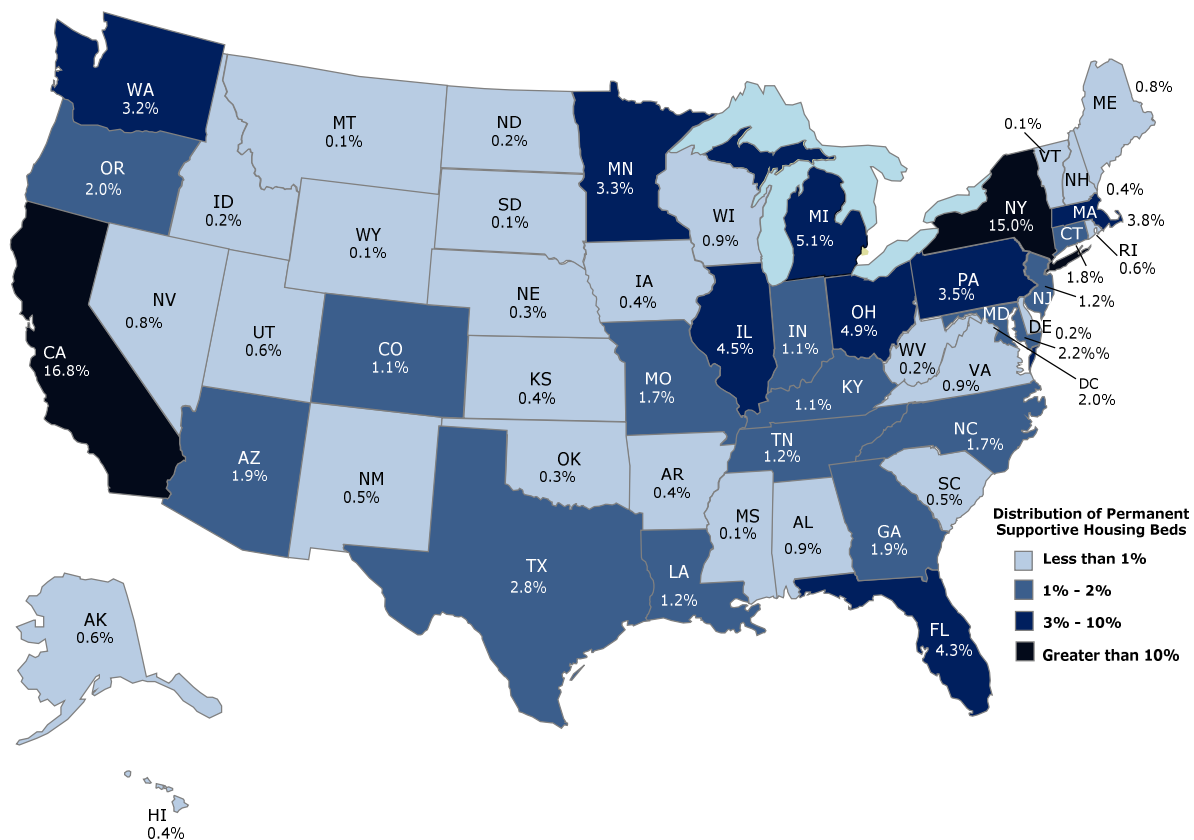 WA
3.2%
OR
2.0%
CA
16.8%
NV
0.8%
ID
0.2%
MT
0.1%
WY
0.1%
UT
0.6%
AZ
1.9%
CO
1.1%
NM
0.5%
ND
0.2%
SD
0.1%
NE
0.3%
KS
0.4%
OK
0.3%
TX
2.8%
MN
3.3%
IA
0.4%
MO
1.7%
AR
0.4%
LA
1.2%
WI
0.9%
IL
4.5%
MI
5.1%
IN
1.1%
OH
4.9%
KY
1.1%
TN
1.2%
MS
0.1%
AL
0.9%
GA
1.9%
FL
4.3%
SC
0.5%
NC
1.7%
VA
0.9%
WV
0.2%
PA
3.5%
NY
15.0%
ME
0.8%
0.1%
VT
NH
0.4%
MA
3.8%
RI
0.6%
CT
1.8%
NJ
1.2%
DE
0.2%
MD
2.2%%
DC
2.0%
AK
0.6%
HI
0.4%
Distribution of Permanent
Supportive Housing Beds
Less than 1%
1% - 2%
3% - 10%
Greater than 10%